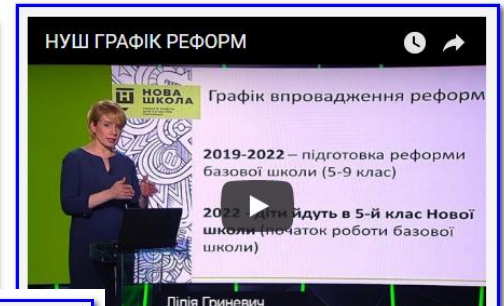 НУШ ГРАФІК РЕФОРМ
НОВА
ШКОЛА
Графік впровадження реформ
2019-2022 – підготовка реформи
базової школи (5-9 клас)
2022 - діти йдуть в 5-й клас Нової
школи (початок роботи базової
школи)
Лілія Гриневич